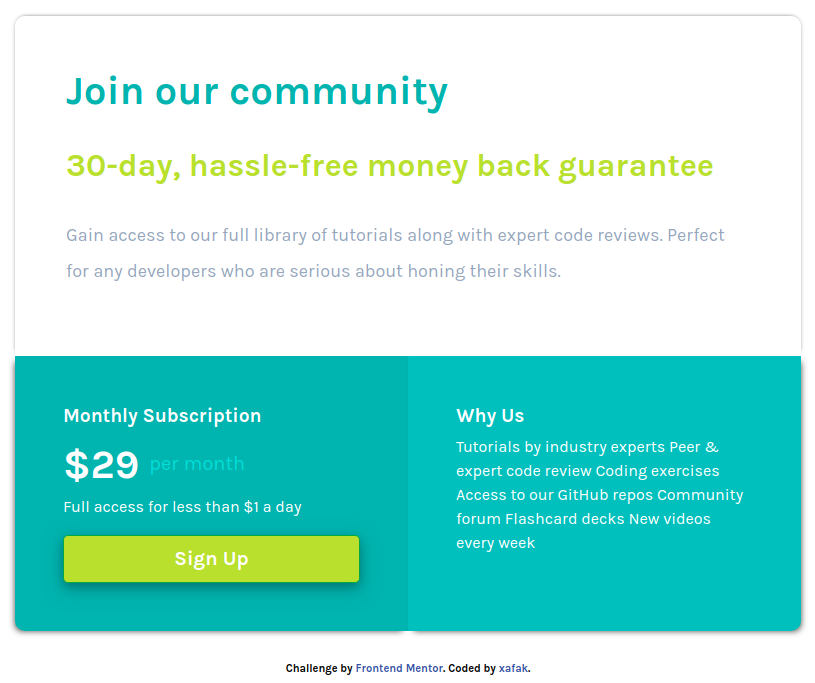 Join our community
30-day, hassle-free money back guarantee
Gain access to our full library of tutorials along with expert code reviews. Perfect
for any developers who are serious about honing their skills.
Monthly Subscription
$29 per month
Full access for less than $1 a day
Sign Up
Why Us
Tutorials by industry experts Peer &
expert code review Coding exercises
Access to our GitHub repos Community
forum Flashcard decks New videos
every week
Challenge by Frontend Mentor. Coded by xafak.